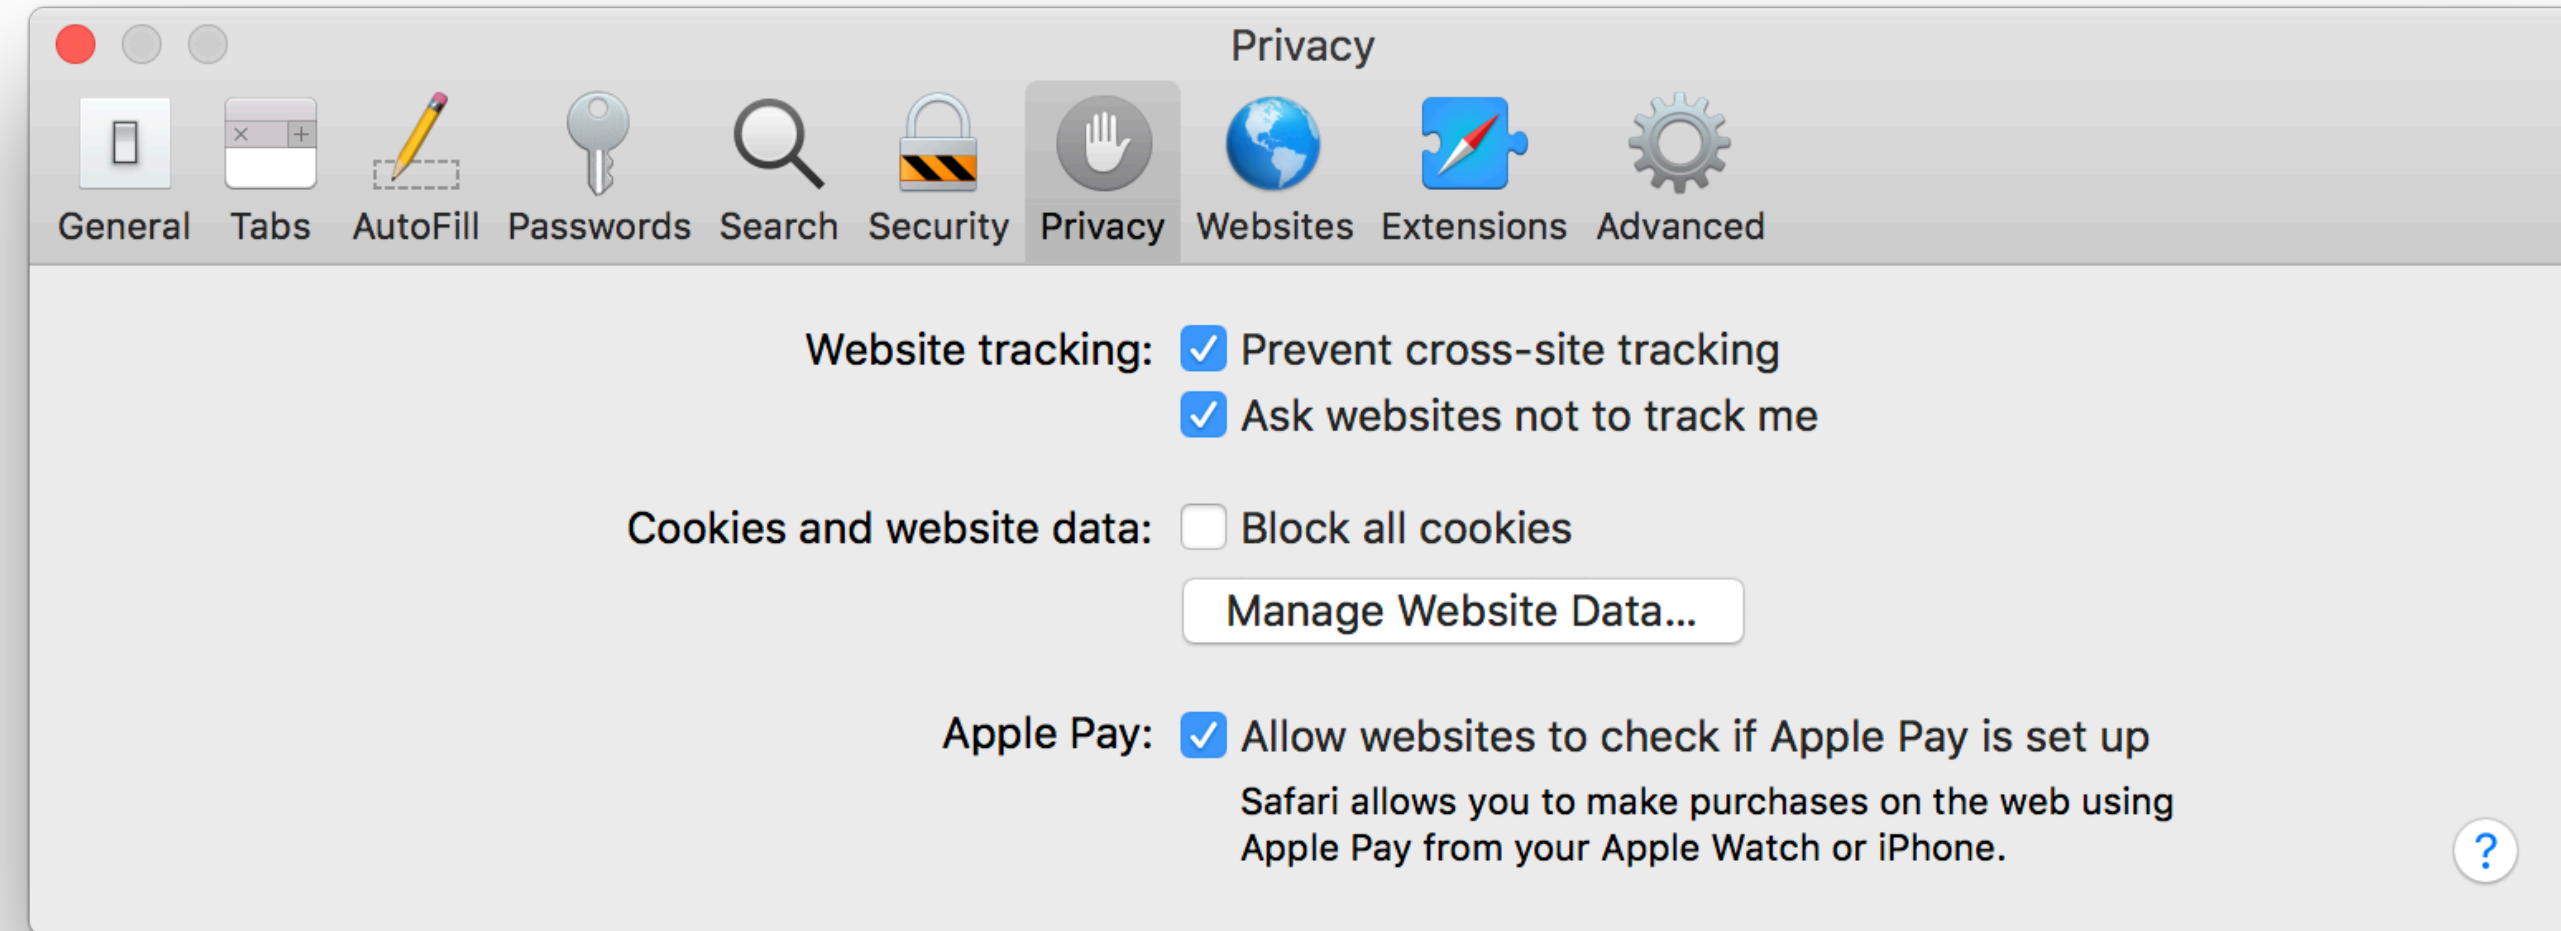 Privacy
General Tabs AutoFill Passwords Search Security Privacy Websites Extensions Advanced
Website tracking: Prevent cross-site tracking
Ask websites not to track me
Cookies and website data: Block all cookies
Manage Website Data...
Apple Pay: Allow websites to check if Apple Pay is set up
Safari allows you to make purchases on the web using
Apple Pay from your Apple Watch or iPhone.
?